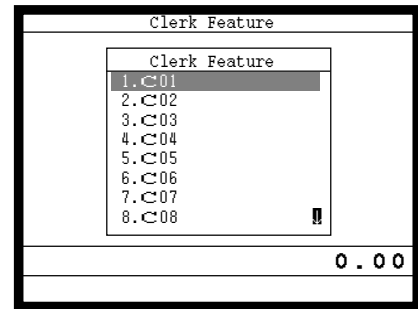 Clerk Feature
Clerk Feature
1.C01
2.C02
3.C03
4.C04
5.C05
6.C06
7.C07
8.C08
0.00